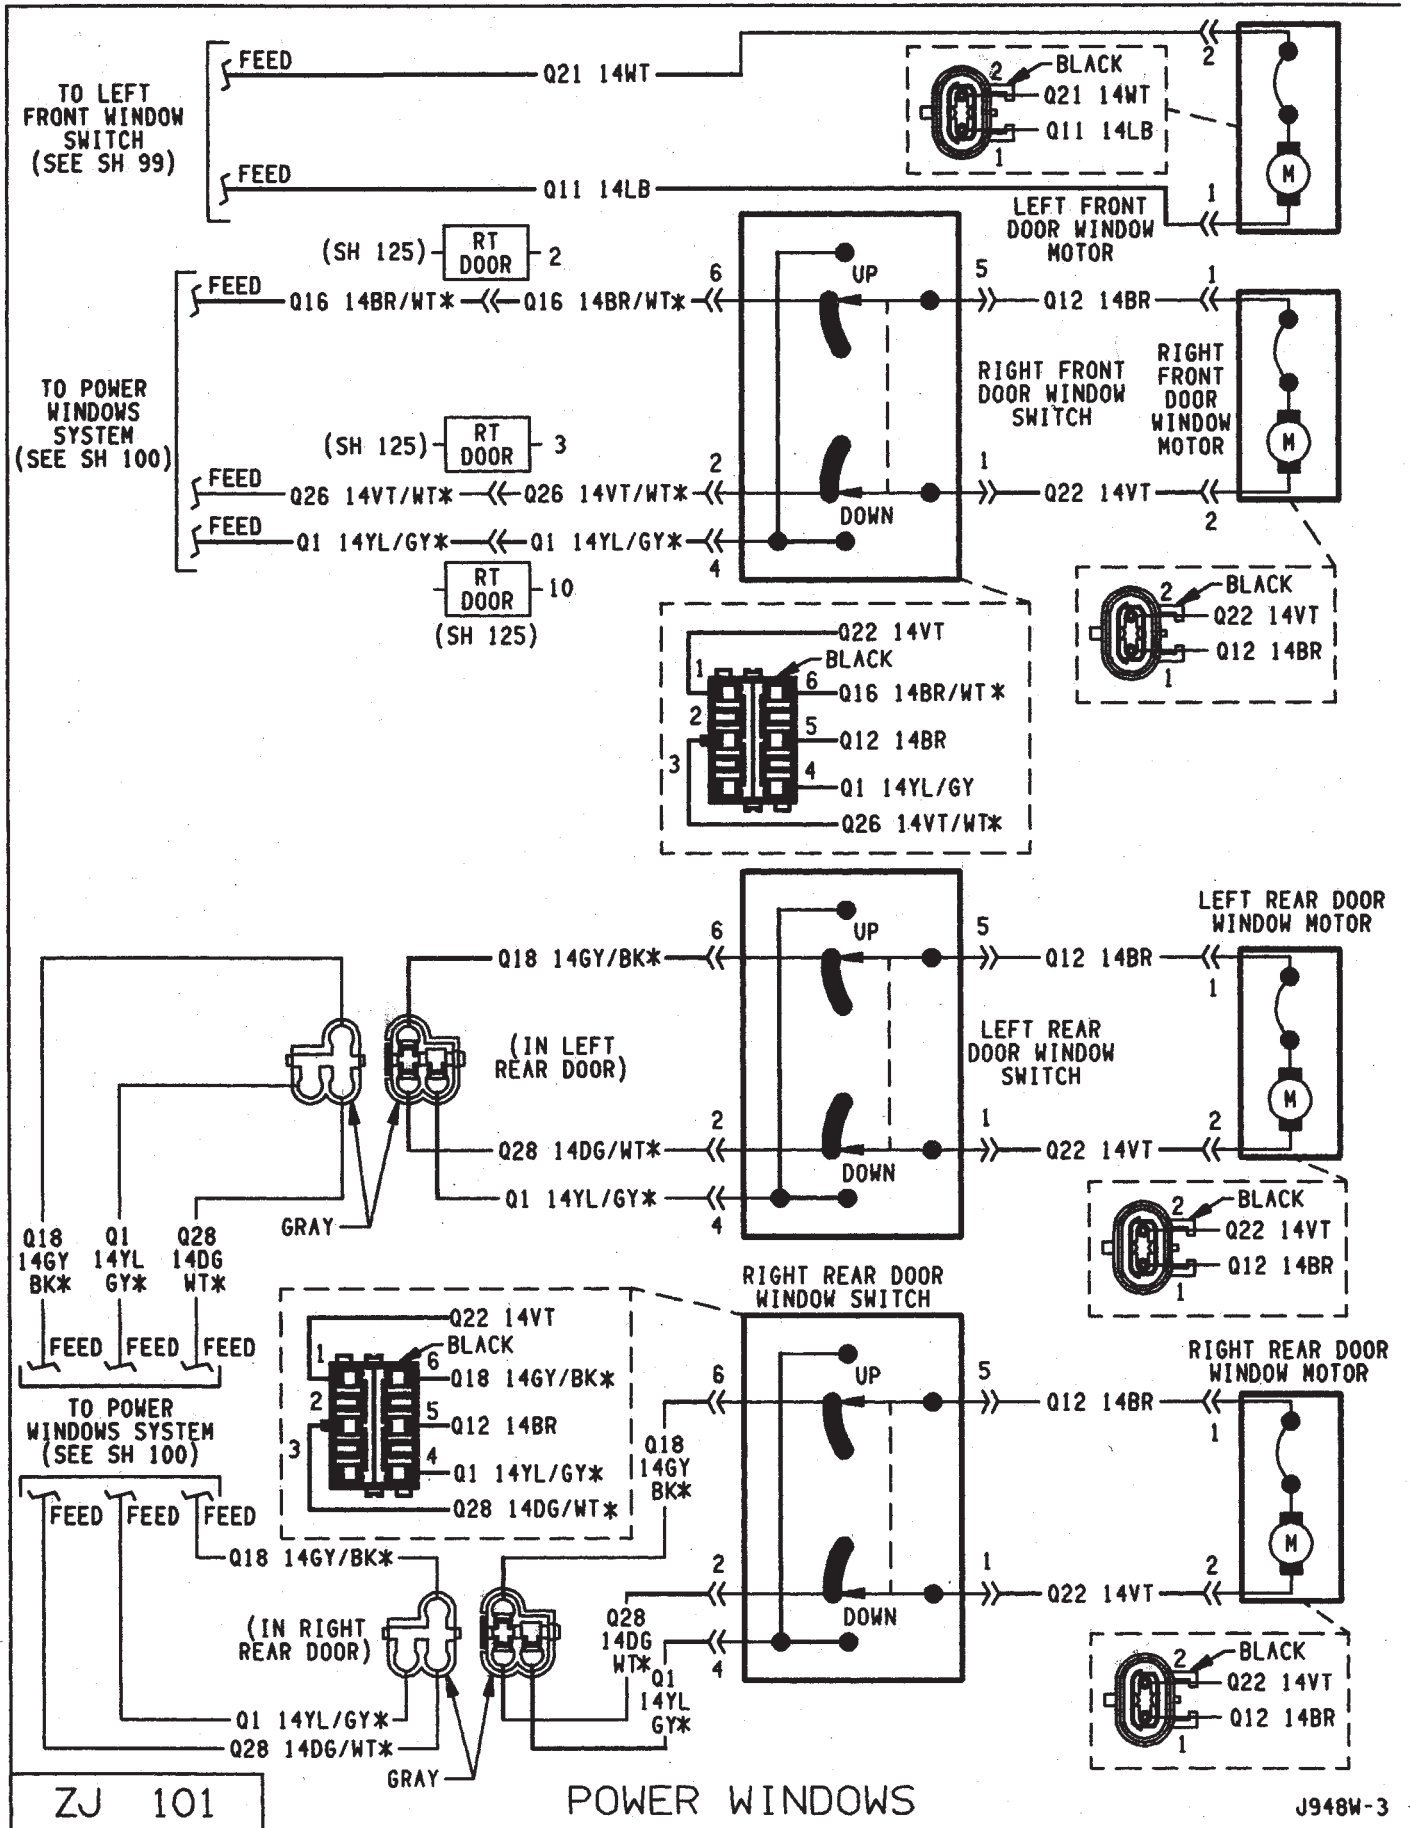 FEED
Q21 14WT
2
2
BLACK
Q21 14WT
Q11 14LB
1
M
TO LEFT
FRONT WINDOW
SWITCH
(SEE SH 99)
FEED
Q11 14LB
1
LEFT FRONT
DOOR WINDOW
MOTOR
(SH 125)
RT
DOOR
2
FEED
Q16 14BR/WT*
Q16 14BR/WT*
6
UP
5
Q12 14BR
1
TO POWER
WINDOWS
SYSTEM
(SEE SH 100)
RIGHT FRONT
DOOR WINDOW
SWITCH
RIGHT
FRONT
DOOR
WINDOW
MOTOR
M
(SH 125)
RT
DOOR
3
FEED
Q26 14VT/WT*
Q26 14VT/WT*
2
DOWN
1
Q22 14VT
2
FEED
Q1 14YL/GY*
Q1 14YL/GY*
4
RT
DOOR
10
(SH 125)
2
BLACK
Q22 14VT
Q12 14BR
1
Q22 14VT
BLACK
1
6
Q16 14BR/WT*
2
5
Q12 14BR
3
4
Q1 14YL/GY
Q26 14VT/WT*
LEFT REAR DOOR
WINDOW MOTOR
Q18 14GY/BK*
6
UP
5
Q12 14BR
1
(IN LEFT
REAR DOOR)
LEFT REAR
DOOR WINDOW
SWITCH
M
Q28 14DG/WT*
2
DOWN
1
Q22 14VT
2
Q1 14YL/GY*
4
GRAY
2
BLACK
Q22 14VT
Q12 14BR
1
Q18
14GY
BK*
Q1
14YL
GY*
Q28
14DG
WT*
FEED
FEED
FEED
TO POWER
WINDOWS SYSTEM
(SEE SH 100)
FEED
FEED
FEED
Q22 14VT
BLACK
1
6
Q18 14GY/BK*
2
5
Q12 14BR
3
4
Q1 14YL/GY*
Q28 14DG/WT*
RIGHT REAR DOOR
WINDOW SWITCH
RIGHT REAR DOOR
WINDOW MOTOR
6
UP
5
Q12 14BR
1
Q18
14GY
BK*
M
2
DOWN
1
Q22 14VT
2
Q18 14GY/BK*
(IN RIGHT
REAR DOOR)
Q28
14DG
WT*
4
Q1
14YL
GY*
Q1 14YL/GY*
Q28 14DG/WT*
GRAY
2
BLACK
Q22 14VT
Q12 14BR
1
ZJ 101
POWER WINDOWS
J948W-3